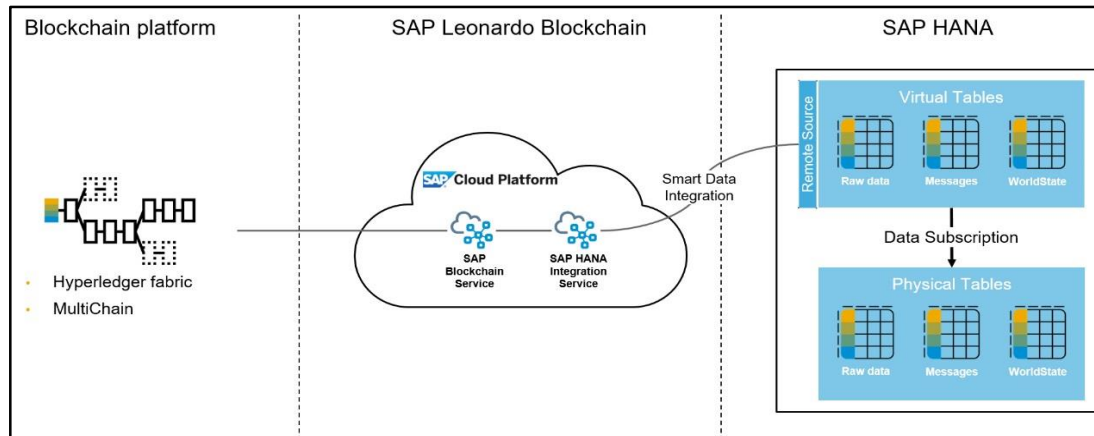 Blockchain platform
SAP Leonardo Blockchain
SAP HANA
Hyperledger fabric
MultiChain
SAP Cloud Platform
SAP
Blockchain
Service
SAP HANA
Integration
Service
Smart Data
Integration
Remote Source
Virtual Tables
Raw data
Messages
WorldState
Data Subscription
Physical Tables
Raw data
Messages
WorldState